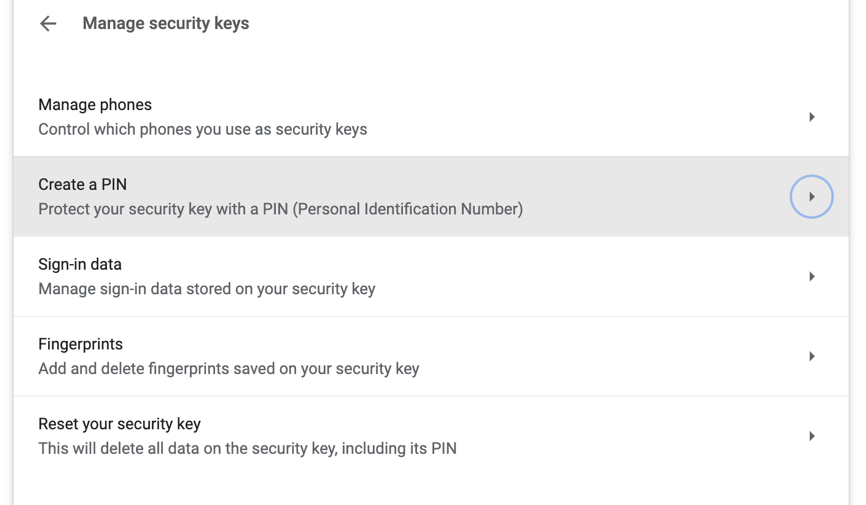 Manage security keys
Manage phones
Control which phones you use as security keys
Create a PIN
Protect your security key with a PIN (Personal Identification Number)
Sign-in data
Manage sign-in data stored on your security key
Fingerprints
Add and delete fingerprints saved on your security key
Reset your security key
This will delete all data on the security key, including its PIN